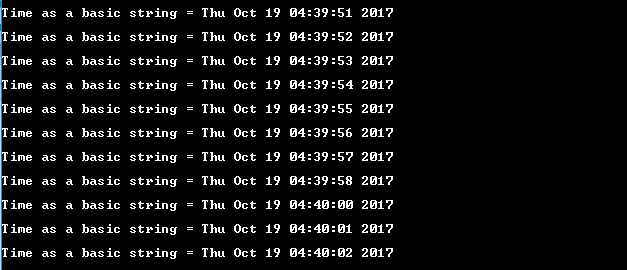 Time as a basic string = Thu Oct 19 04:39:51 2017
Time as a basic string = Thu Oct 19 04:39:52 2017
Time as a basic string = Thu Oct 19 04:39:53 2017
Time as a basic string = Thu Oct 19 04:39:54 2017
Time as a basic string = Thu Oct 19 04:39:55 2017
Time as a basic string = Thu Oct 19 04:39:56 2017
Time as a basic string = Thu Oct 19 04:39:57 2017
Time as a basic string = Thu Oct 19 04:39:58 2017
Time as a basic string = Thu Oct 19 04:40:00 2017
Time as a basic string = Thu Oct 19 04:40:01 2017
Time as a basic string = Thu Oct 19 04:40:02 2017